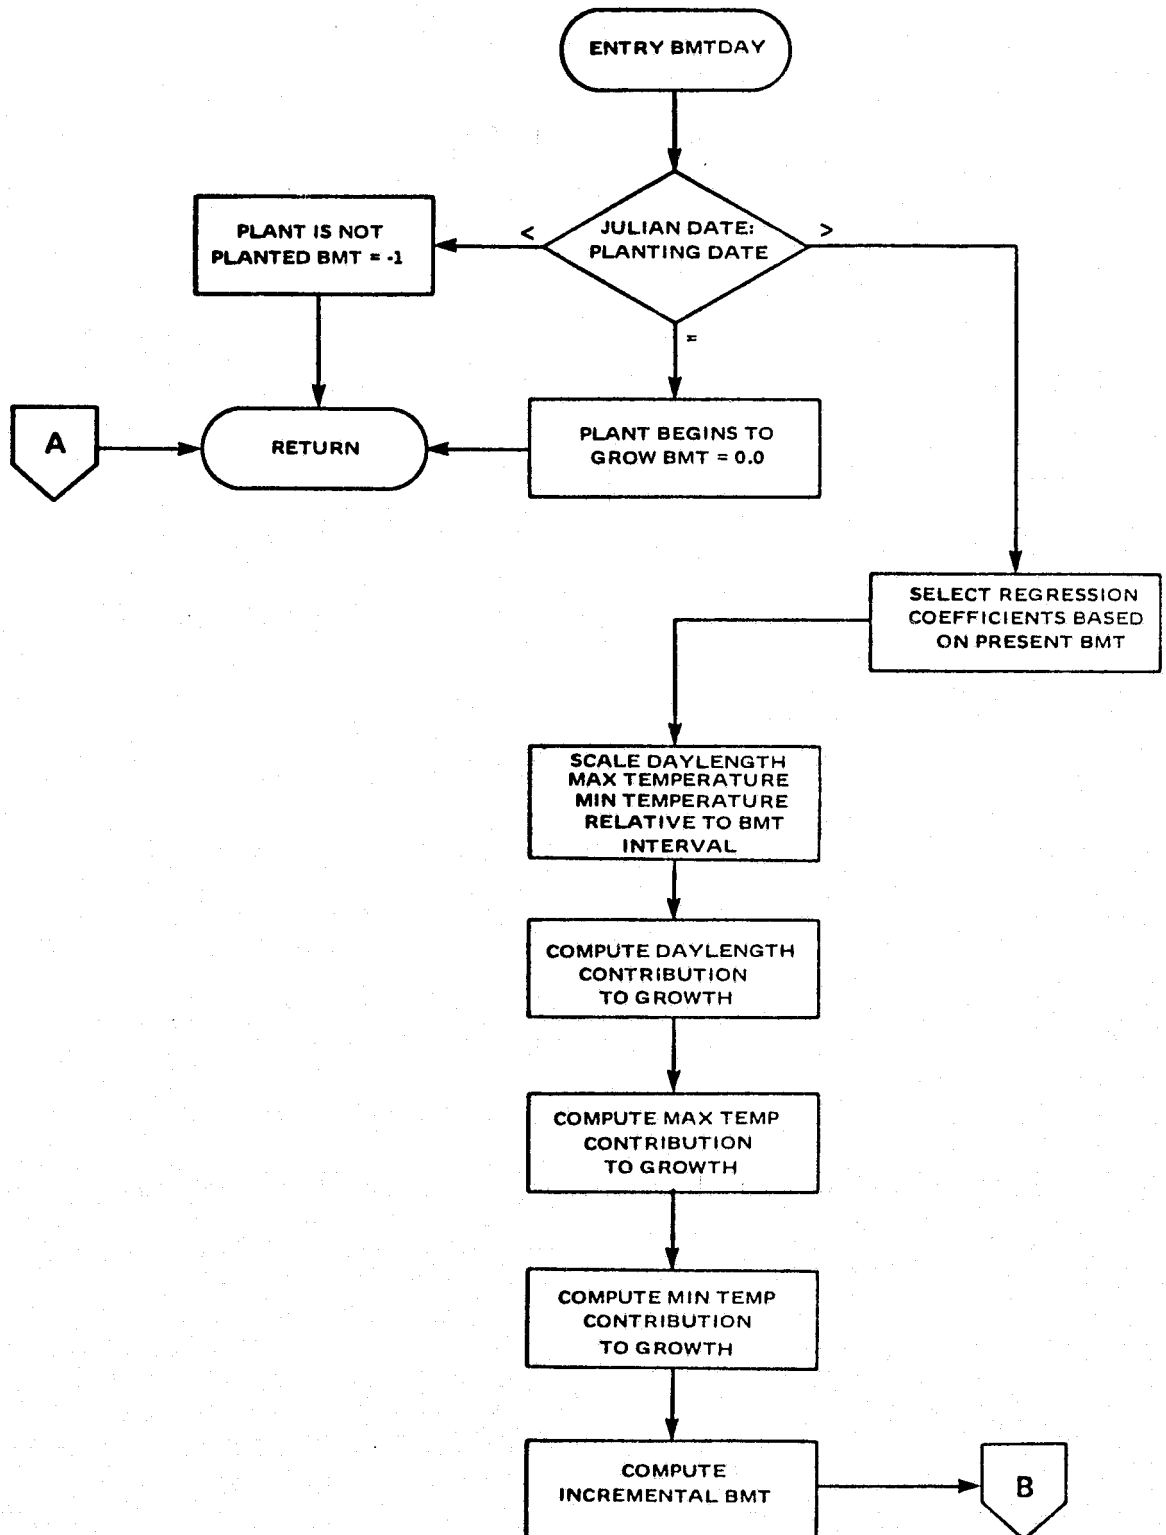 ENTRY BMTDAY
JULIAN DATE:
PLANTING DATE
<
>
=
PLANT IS NOT
PLANTED BMT = -1
A
RETURN
PLANT BEGINS TO
GROW BMT = 0.0
SELECT REGRESSION
COEFFICIENTS BASED
ON PRESENT BMT
SCALE DAYLENGTH
MAX TEMPERATURE
MIN TEMPERATURE
RELATIVE TO BMT
INTERVAL
COMPUTE DAYLENGTH
CONTRIBUTION
TO GROWTH
COMPUTE MAX TEMP
CONTRIBUTION
TO GROWTH
COMPUTE MIN TEMP
CONTRIBUTION
TO GROWTH
COMPUTE
INCREMENTAL BMT
B